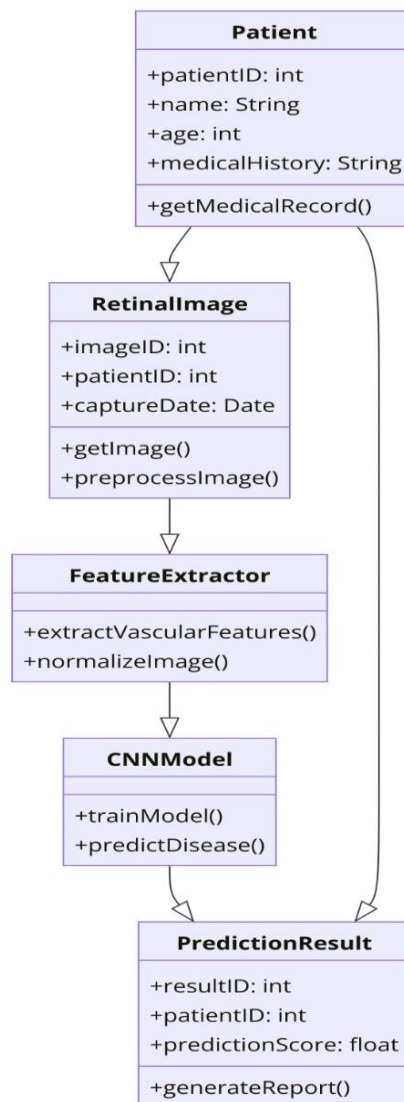 Patient
+patientID: int
+name: String
+age: int
+medicalHistory: String
+getMedicalRecord()
RetinalImage
+imageID: int
+patientID: int
+captureDate: Date
+getImage()
+preprocessImage()
FeatureExtractor
+extractVascularFeatures()
+normalizeImage()
CNNModel
+trainModel()
+predictDisease()
PredictionResult
+resultID: int
+patientID: int
+predictionScore: float
+generateReport()